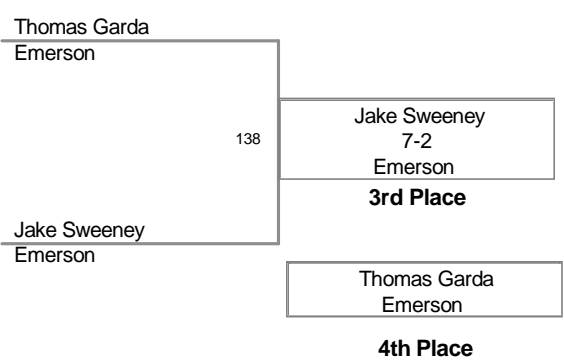 Thomas Garda
Emerson
138
Jake Sweeney
7-2
Emerson
3rd Place
Jake Sweeney
Emerson
Thomas Garda
Emerson
4th Place